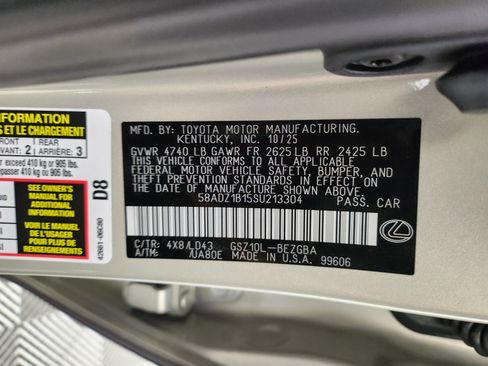 INFORMATION
S ET LE CHARGEMENT
FRONT
AVANT: 2
1 REAR
ARRIÈRE: 3
exceed 410 kg or 905 lbs.
épasser 410 kg ou 905 lb.
SEE OWNER'S
MANUAL FOR
ADDITIONAL
INFORMATION
VOIR LE MANUEL
DE L'USAGER
POUR PLUS DE
RENSEIGNEMENTS
D8
42661-06C80
MFD. BY: TOYOTA MOTOR MANUFACTURING.
KENTUCKY, INC. 10/25
GVWR 4740 LB GAWR FR 2625 LB RR 2425 LB
THIS VEHICLE CONFORMS TO ALL APPLICABLE
FEDERAL MOTOR VEHICLE SAFETY, BUMPER, AND
THEFT PREVENTION STANDARDS IN EFFECT ON
THE DATE OF MANUFACTURE SHOWN ABOVE.
58ADZ1B15SU213304 PASS. CAR
C/TR: 4X8/LD43 GSZ10L-BEZGBA
A/TM: /UA80E MADE IN U.S.A. 99606